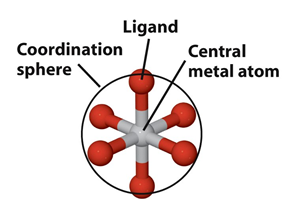 Ligand
Coordination
sphere
Central
metal atom